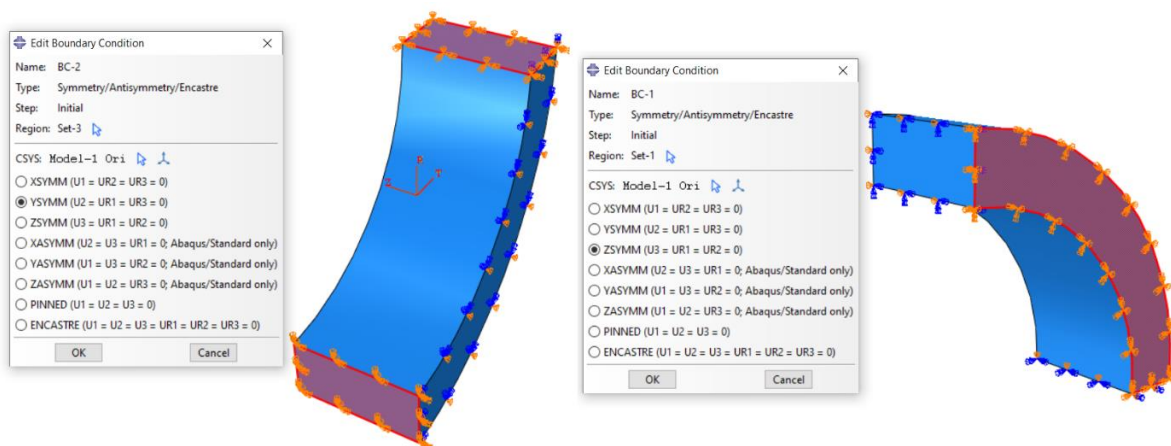 Edit Boundary Condition
Name: BC-2
Type: Symmetry/Antisymmetry/Encastre
Step: Initial
Region: Set-3
CSYS: Model-1 Ori
XSYMM (U1 = UR2 = UR3 = 0)
YSYMM (U2 = UR1 = UR3 = 0)
ZSYMM (U3 = UR1 = UR2 = 0)
XASYMM (U2 = U3 = UR1 = 0; Abaqus/Standard only)
YASYMM (U1 = U3 = UR2 = 0; Abaqus/Standard only)
ZASYMM (U1 = U2 = UR3 = 0; Abaqus/Standard only)
PINNED (U1 = U2 = U3 = 0)
ENCASTRE (U1 = U2 = U3 = UR1 = UR2 = UR3 = 0)
OK Cancel
R
T
Z
Edit Boundary Condition
Name: BC-1
Type: Symmetry/Antisymmetry/Encastre
Step: Initial
Region: Set-1
CSYS: Model-1 Ori
XSYMM (U1 = UR2 = UR3 = 0)
YSYMM (U2 = UR1 = UR3 = 0)
ZSYMM (U3 = UR1 = UR2 = 0)
XASYMM (U2 = U3 = UR1 = 0; Abaqus/Standard only)
YASYMM (U1 = U3 = UR2 = 0; Abaqus/Standard only)
ZASYMM (U1 = U2 = UR3 = 0; Abaqus/Standard only)
PINNED (U1 = U2 = U3 = 0)
ENCASTRE (U1 = U2 = U3 = UR1 = UR2 = UR3 = 0)
OK Cancel